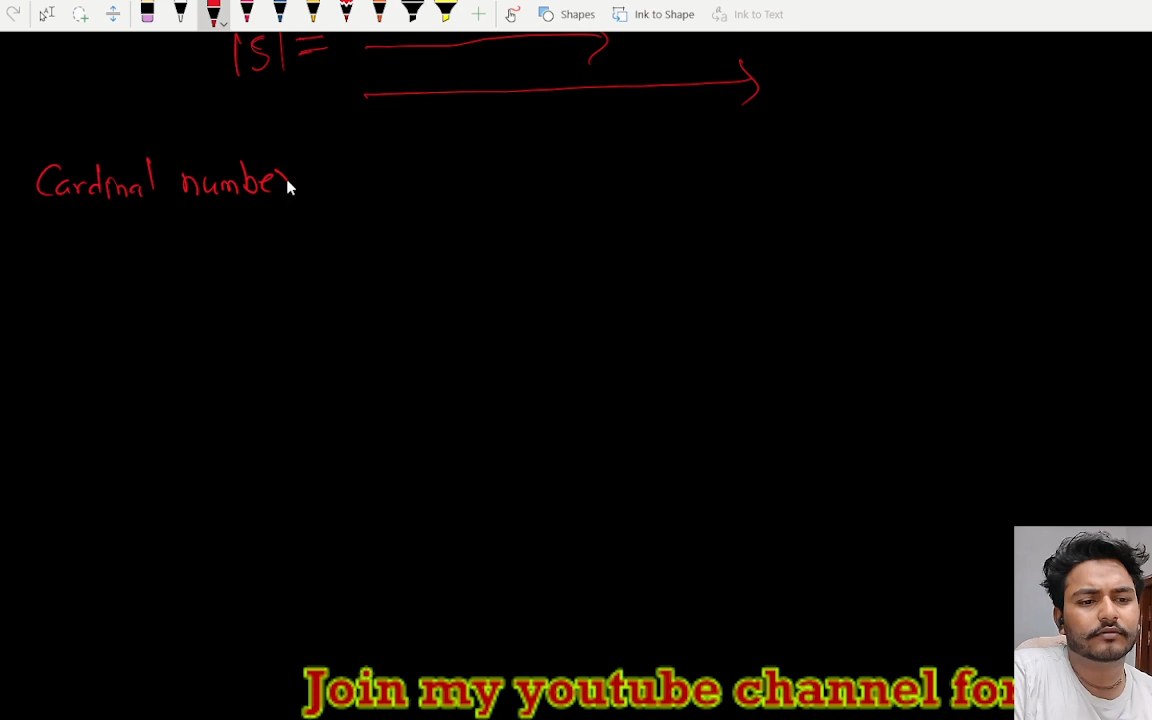 Shapes Ink to Shape Ink to Text
|S| =
Cardinal number
Join my youtube channel for